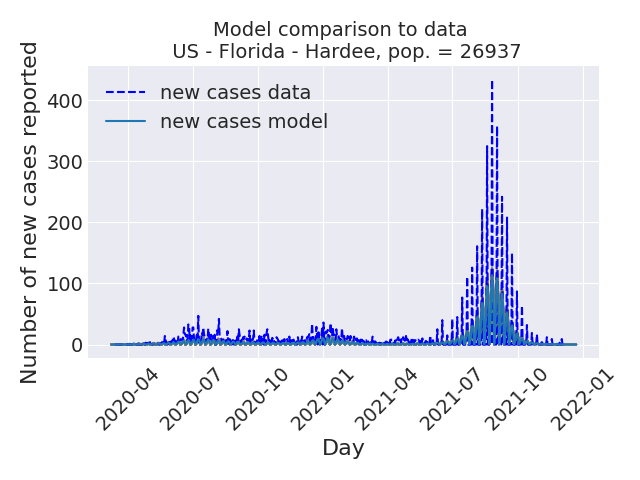 Model comparison to data
US - Florida - Hardee, pop. = 26937
Number of new cases reported
400
300
200
100
0
new cases data
new cases model
2020-04
2020-07
2020-10
2021-01
2021-04
2021-07
2021-10
2022-01
Day